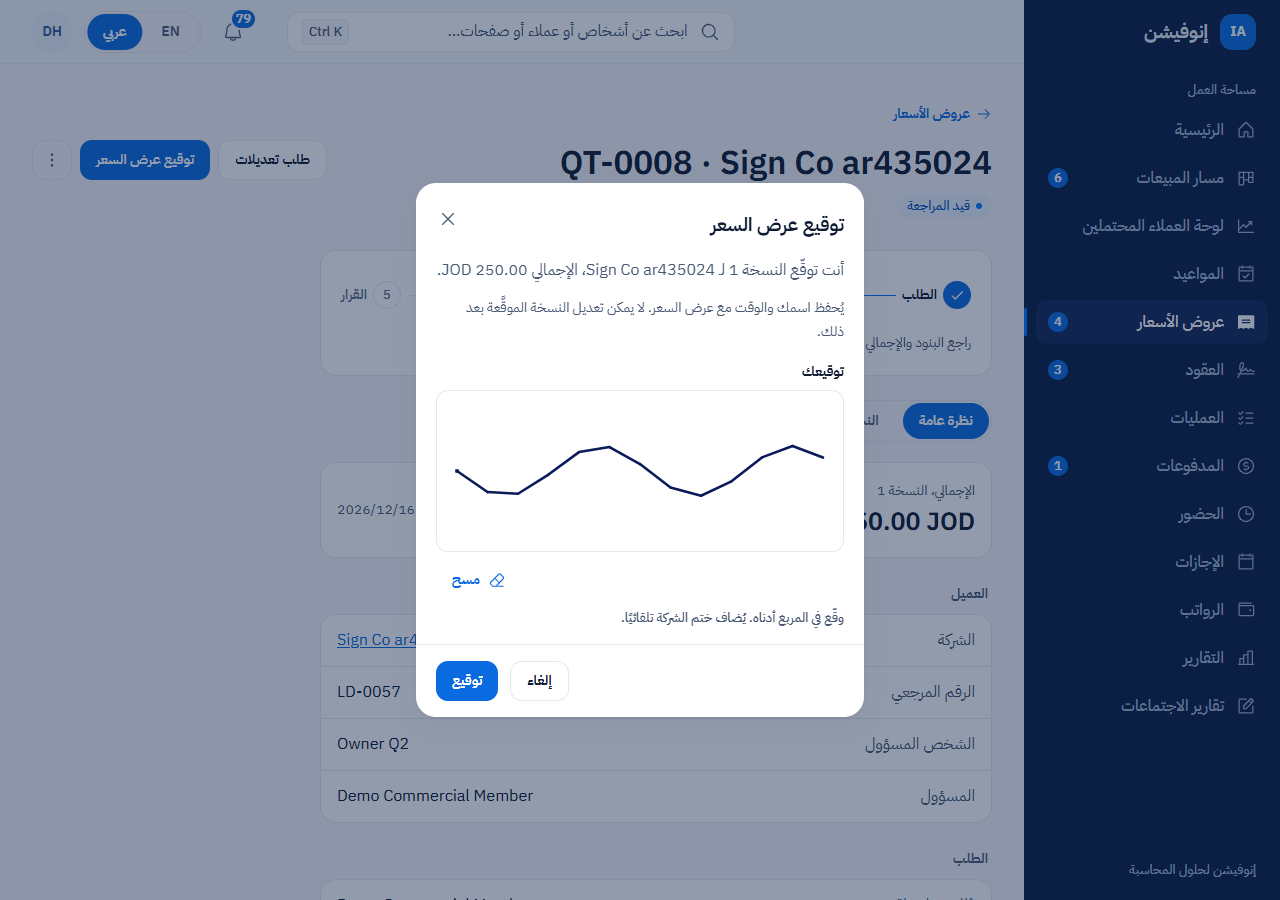 IA
إنوفيشن
مساحة العمل
الرئيسية
مسار المبيعات
6
لوحة العملاء المحتملين
المواعيد
عروض الأسعار
4
العقود
3
العمليات
المدفوعات
1
الحضور
الإجازات
الرواتب
التقارير
تقارير الاجتماعات
إنوفيشن لحلول المحاسبة
ابحث عن أشخاص أو عملاء أو صفحات...
Ctrl K
79
EN
عربي
DH
عروض الأسعار
QT-0008 · Sign Co ar435024
طلب تعديلات
توقيع عرض السعر
قيد المراجعة
الطلب
5
القرار
راجع البنود والإجمالي
نظرة عامة
الإجمالي، النسخة 1
0.00 JOD
2026/12/16
العميل
الشركة
Sign Co ar4
الرقم المرجعي
LD-0057
الشخص المسؤول
Owner Q2
المسؤول
Demo Commercial Member
الطلب
توقيع عرض السعر
أنت توقّع النسخة 1 لـ Sign Co ar435024، الإجمالي 250.00 JOD.
يُحفظ اسمك والوقت مع عرض السعر. لا يمكن تعديل النسخة الموقَّعة بعد
ذلك.
توقيعك
مسح
وقّع في المربع أدناه. يُضاف ختم الشركة تلقائيًا.
إلغاء
توقيع